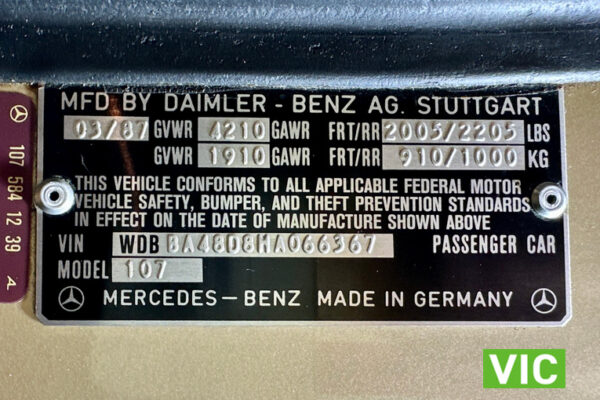 MFD BY DAIMLER - BENZ AG. STUTTGART
03/87 GVWR 4210 GAWR FRT/RR 2005/2205 LBS
GVWR 1910 GAWR FRT/RR 910/1000 KG
THIS VEHICLE CONFORMS TO ALL APPLICABLE FEDERAL MOTOR
VEHICLE SAFETY, BUMPER, AND THEFT PREVENTION STANDARDS
IN EFFECT ON THE DATE OF MANUFACTURE SHOWN ABOVE
VIN WDB BA48D8HA066367 PASSENGER CAR
MODEL 107
MERCEDES-BENZ MADE IN GERMANY
107 584 12 39 A
VIC